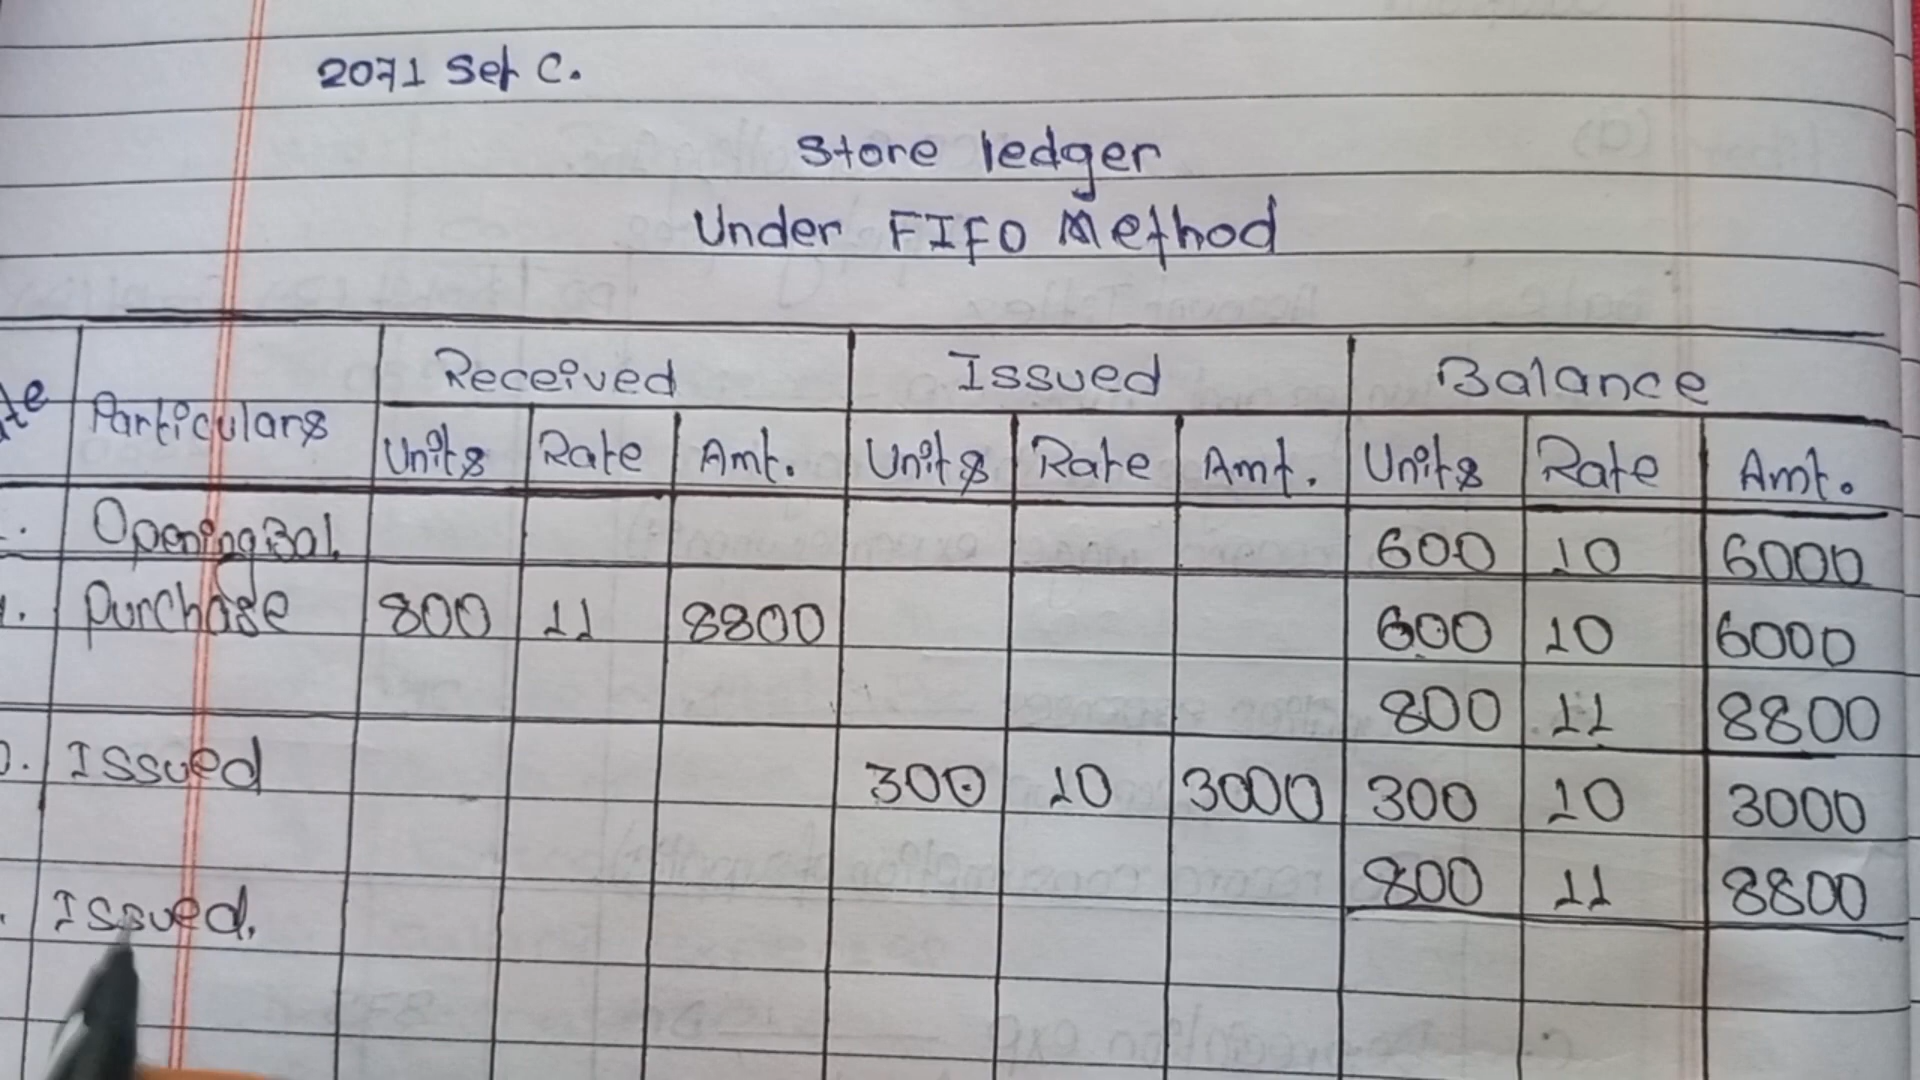 2071 Set C.
Store ledger
Under FIFO Method
Particulars Received Issued Balance
Units Rate Amt. Units Rate Amt. Units Rate Amt.
Opening Bal. 600 10 6000
Purchase 800 11 8800 600 10 6000
800 11 8800
Issued 300 10 3000 300 10 3000
800 11 8800
Issued.